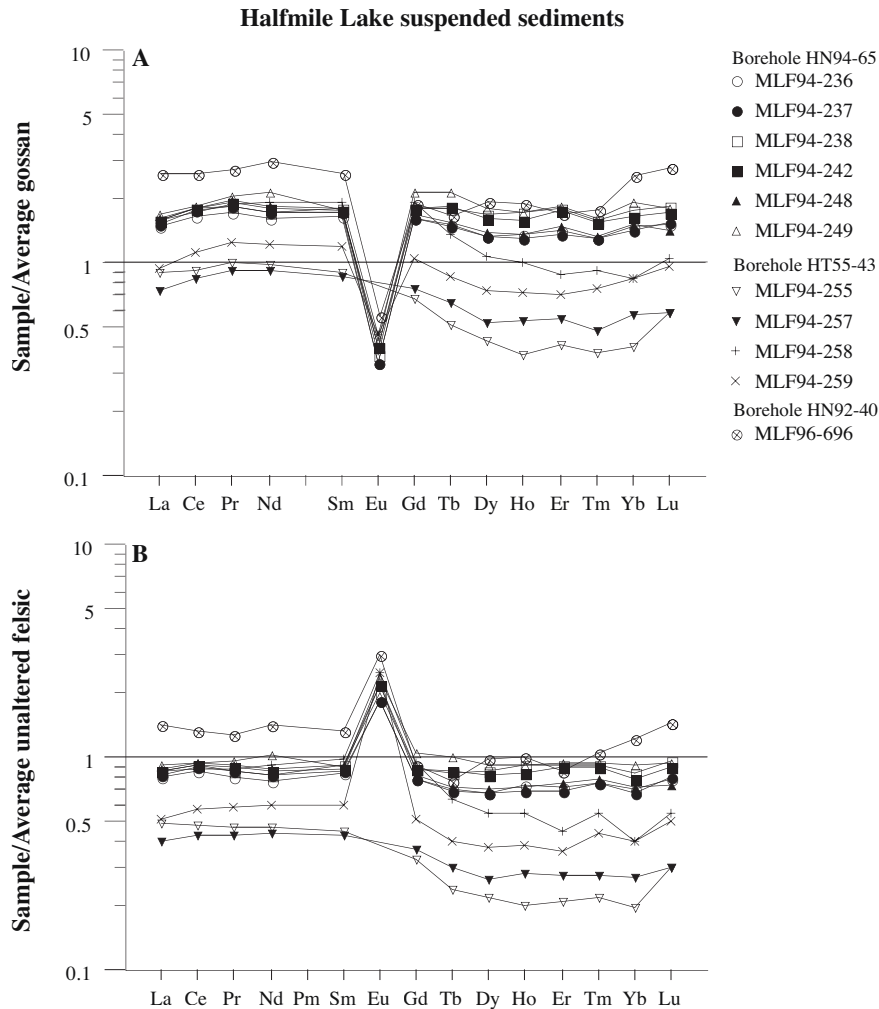 Halfmile Lake suspended sediments
A
Sample/Average gossan
10
5
1
0.5
0.1
La Ce Pr Nd Sm Eu Gd Tb Dy Ho Er Tm Yb Lu
Borehole HN94-65
MLF94-236
MLF94-237
MLF94-238
MLF94-242
MLF94-248
MLF94-249
Borehole HT55-43
MLF94-255
MLF94-257
MLF94-258
MLF94-259
Borehole HN92-40
MLF96-696
B
Sample/Average unaltered felsic
10
5
1
0.5
0.1
La Ce Pr Nd Pm Sm Eu Gd Tb Dy Ho Er Tm Yb Lu